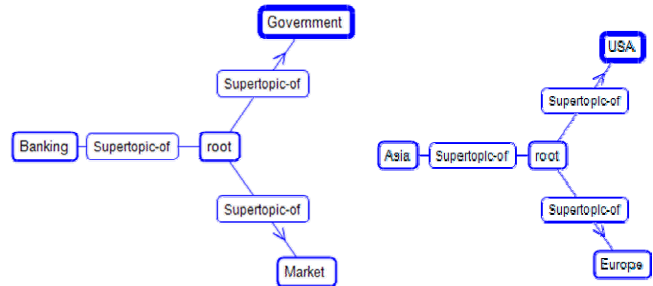 Government
Supertopic-of
Banking
Supertopic-of
root
Supertopic-of
Market
USA
Supertopic-of
Asia
Supertopic-of
root
Supertopic-of
Europe